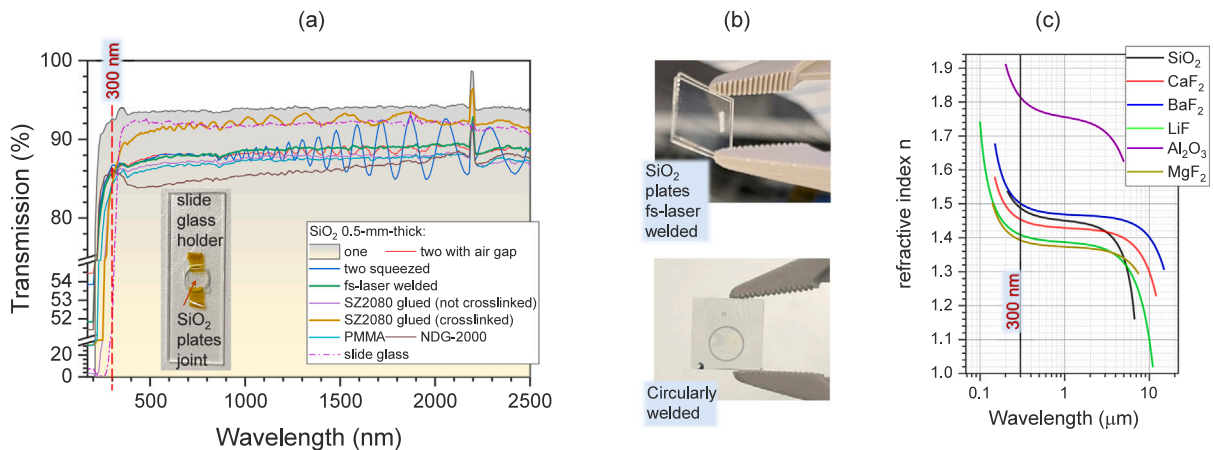 (a)
100
90
80
54
53
52
20
0
Transmission (%)
300 nm
slide
glass
holder
SiO₂
plates
joint
SiO₂ 0.5-mm-thick:
one
two with air gap
two squeezed
fs-laser welded
SZ2080 glued (not crosslinked)
SZ2080 glued (crosslinked)
PMMA
NDG-2000
slide glass
500
1000
1500
2000
2500
Wavelength (nm)
(b)
SiO₂
plates
fs-laser
welded
Circularly
welded
(c)
1.9
1.8
1.7
1.6
1.5
1.4
1.3
1.2
1.1
1.0
refractive index n
300 nm
SiO₂
CaF₂
BaF₂
LiF
Al₂O₃
MgF₂
0.1
1
10
Wavelength (μm)